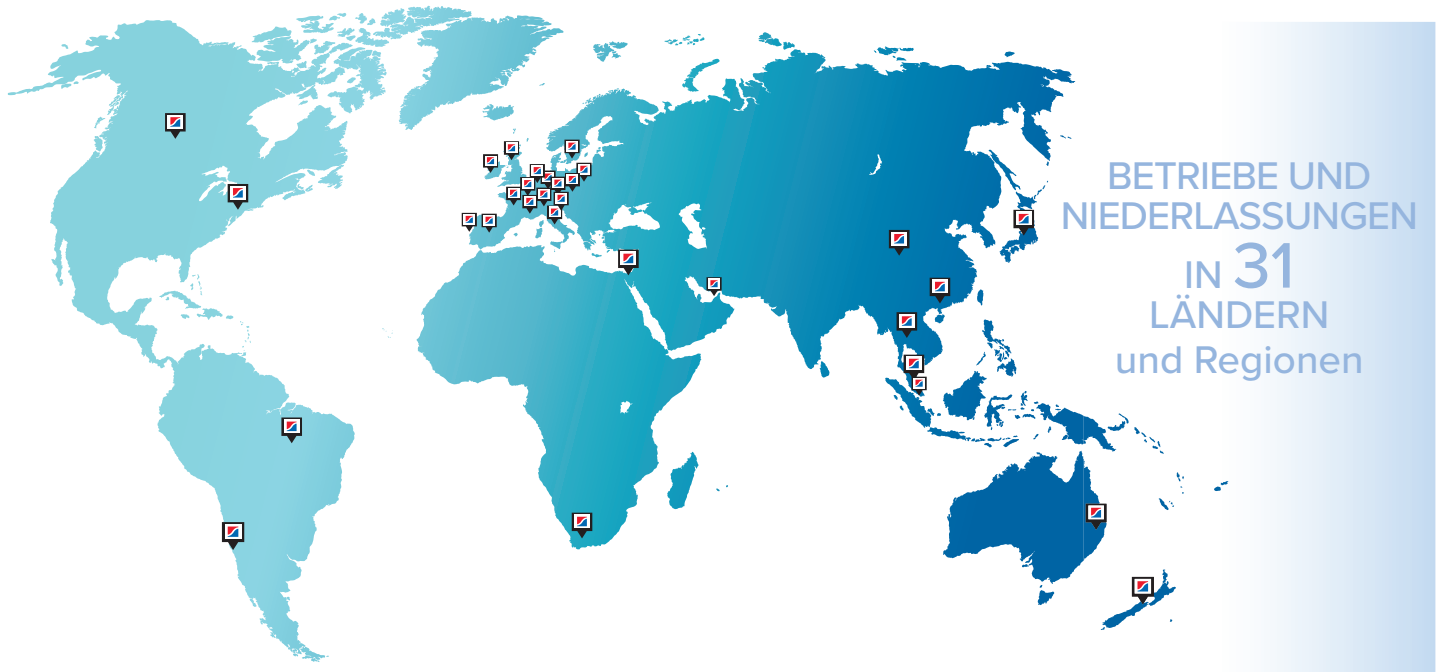 BETRIEBE UND
NIEDERLASSUNGEN
IN 31
LÄNDERN
und Regionen